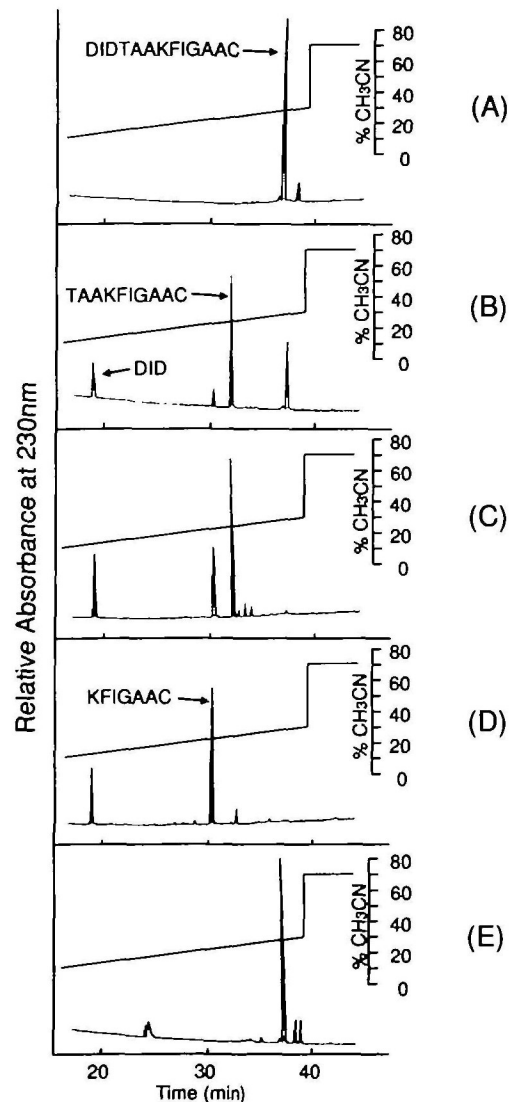 Relative Absorbance at 230nm
DIDTAAKFIGAAC
80
60
40
20
0
% CH₃CN
(A)
TAAKFIGAAC
DID
80
60
40
20
0
% CH₃CN
(B)
80
60
40
20
0
% CH₃CN
(C)
KFIGAAC
80
60
40
20
0
% CH₃CN
(D)
80
60
40
20
0
% CH₃CN
(E)
20 30 40
Time (min)